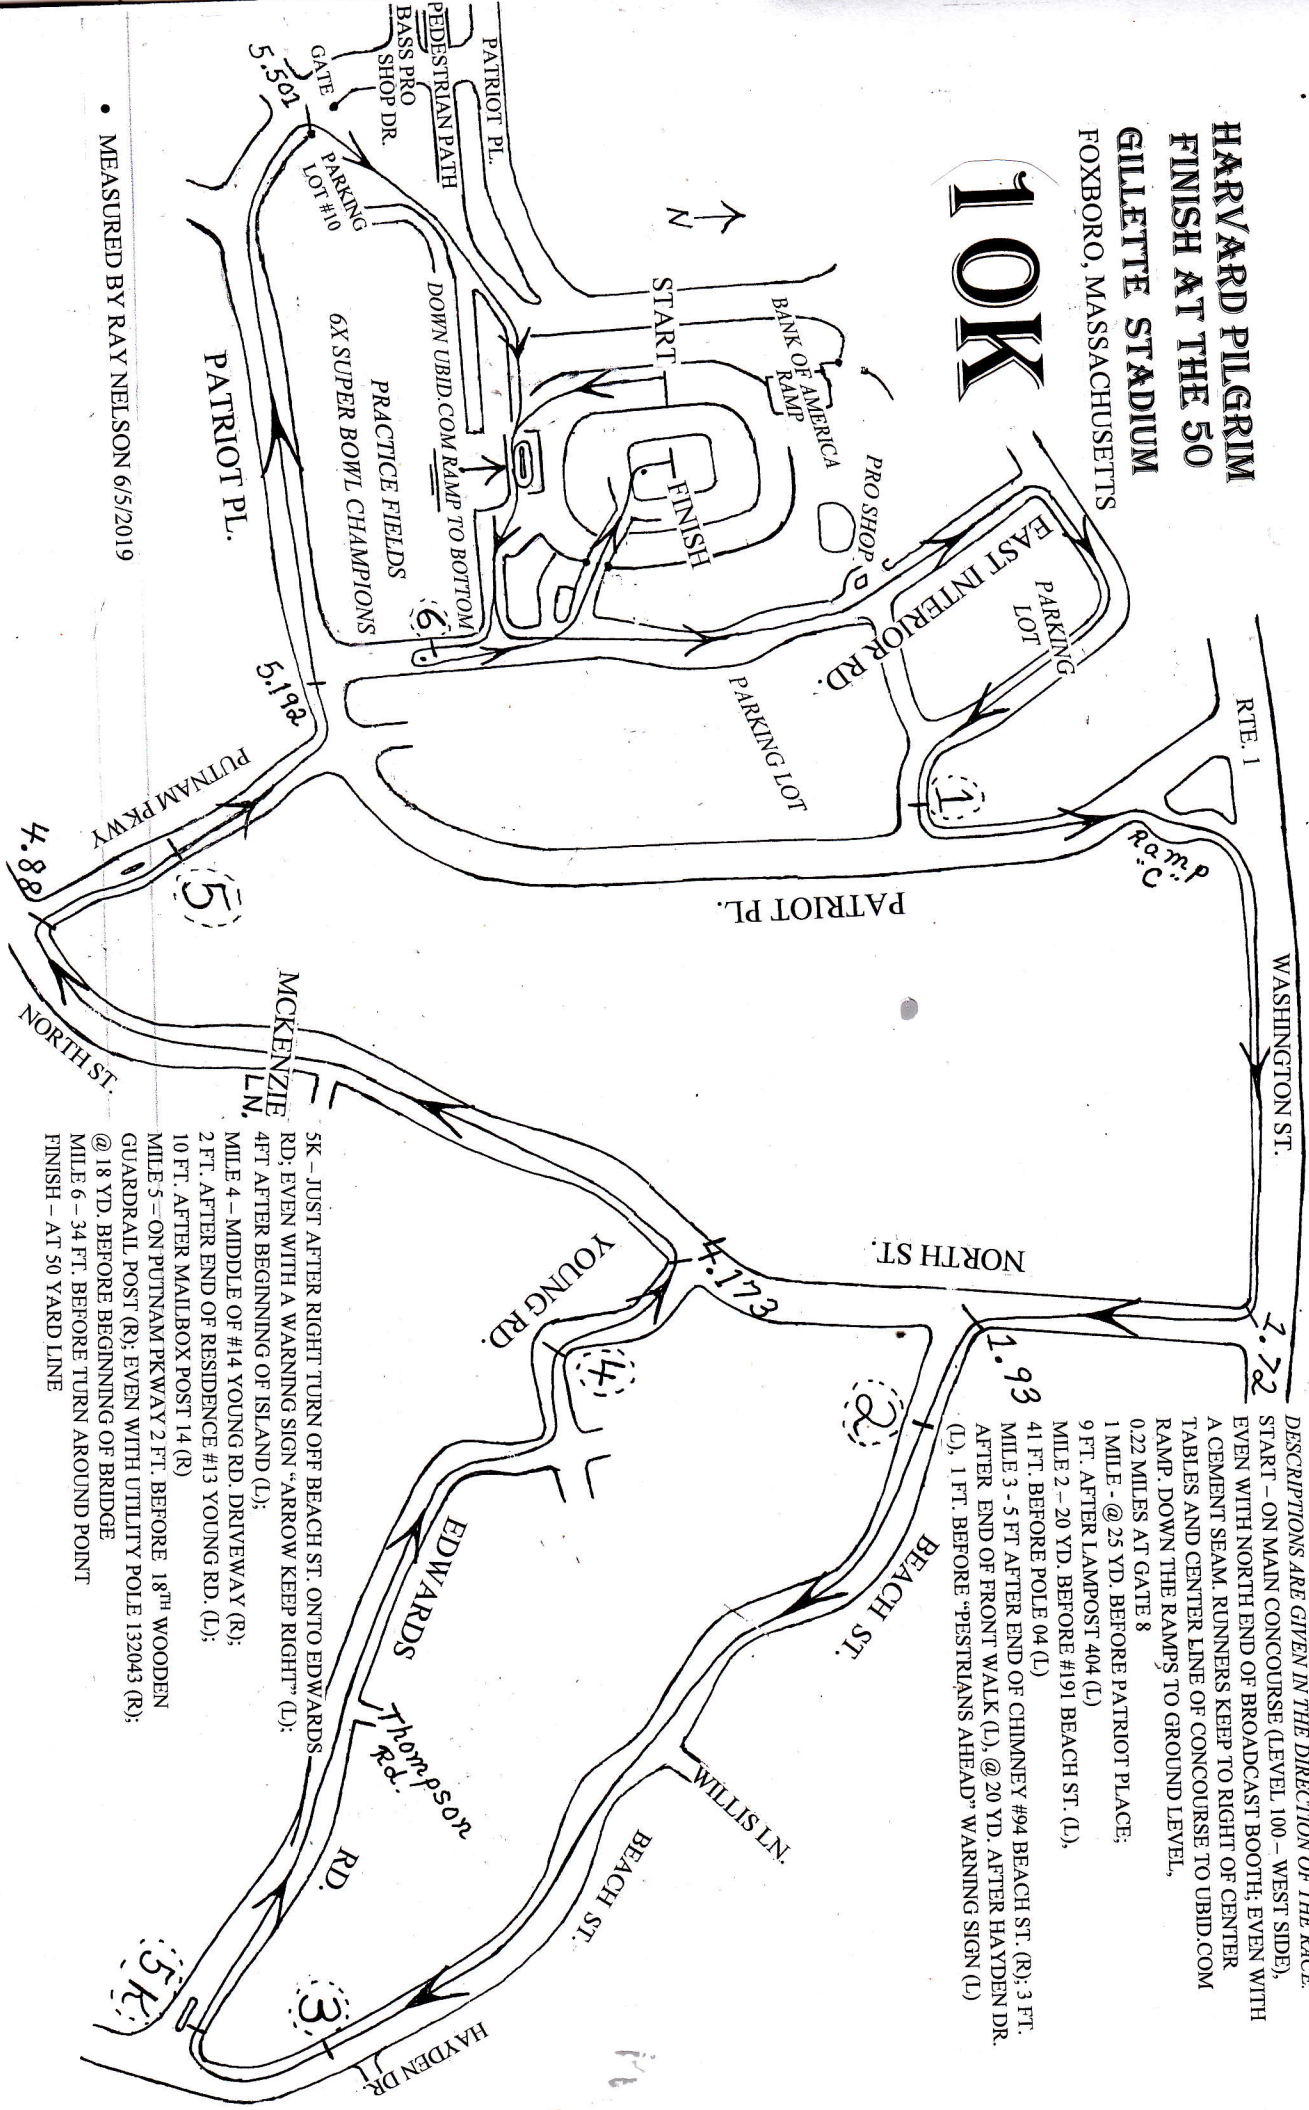 HARVARD PILGRIM
FINISH AT THE 50
GILLETTE STADIUM
FOXBORO, MASSACHUSETTS
10K
N
START
BANK OF AMERICA
RAMP
PRO SHOP
FINISH
EAST INTERIOR RD.
PARKING
LOT
PARKING LOT
PATRIOT PL.
PEDESTRIAN PATH
BASS PRO
SHOP DR.
GATE
5.501
PARKING
LOT #10
DOWN UBID.COM RAMP TO BOTTOM
PRACTICE FIELDS
6X SUPER BOWL CHAMPIONS
6
PATRIOT PL.
5.192
PUTNAM PKWY
5
4.88
NORTH ST.
MCKENZIE
LN.
1
RTE. 1
Ramp
"C"
PATRIOT PL.
WASHINGTON ST.
1.72
NORTH ST.
1.93
4.173
YOUNG RD.
4
2
BEACH ST.
WILLIS LN.
BEACH ST.
EDWARDS
RD.
Thompson
Rd.
3
HAYDEN DR.
5K
DESCRIPTIONS ARE GIVEN IN THE DIRECTION OF THE RACE.
START – ON MAIN CONCOURSE (LEVEL 100 – WEST SIDE),
EVEN WITH NORTH END OF BROADCAST BOOTH; EVEN WITH
A CEMENT SEAM. RUNNERS KEEP TO RIGHT OF CENTER
TABLES AND CENTER LINE OF CONCOURSE TO UBID.COM
RAMP. DOWN THE RAMPS TO GROUND LEVEL,
0.22 MILES AT GATE 8
1 MILE - @ 25 YD. BEFORE PATRIOT PLACE;
9 FT. AFTER LAMPOST 404 (L)
MILE 2 – 20 YD. BEFORE #191 BEACH ST. (L),
41 FT. BEFORE POLE 04 (L)
MILE 3 - 5 FT AFTER END OF CHIMNEY #94 BEACH ST. (R); 3 FT.
AFTER END OF FRONT WALK (L), @ 20 YD. AFTER HAYDEN DR.
(L), 1 FT. BEFORE "PESTRIANS AHEAD" WARNING SIGN (L)
5K – JUST AFTER RIGHT TURN OFF BEACH ST. ONTO EDWARDS
RD; EVEN WITH A WARNING SIGN "ARROW KEEP RIGHT" (L);
4FT AFTER BEGINNING OF ISLAND (L);
MILE 4 – MIDDLE OF #14 YOUNG RD. DRIVEWAY (R);
2 FT. AFTER END OF RESIDENCE #13 YOUNG RD. (L);
10 FT. AFTER MAILBOX POST 14 (R)
MILE 5 – ON PUTNAM PKWAY 2 FT. BEFORE 18TH WOODEN
GUARDRAIL POST (R); EVEN WITH UTILITY POLE 132043 (R);
@ 18 YD. BEFORE BEGINNING OF BRIDGE
MILE 6 – 34 FT. BEFORE TURN AROUND POINT
FINISH – AT 50 YARD LINE
• MEASURED BY RAY NELSON 6/5/2019